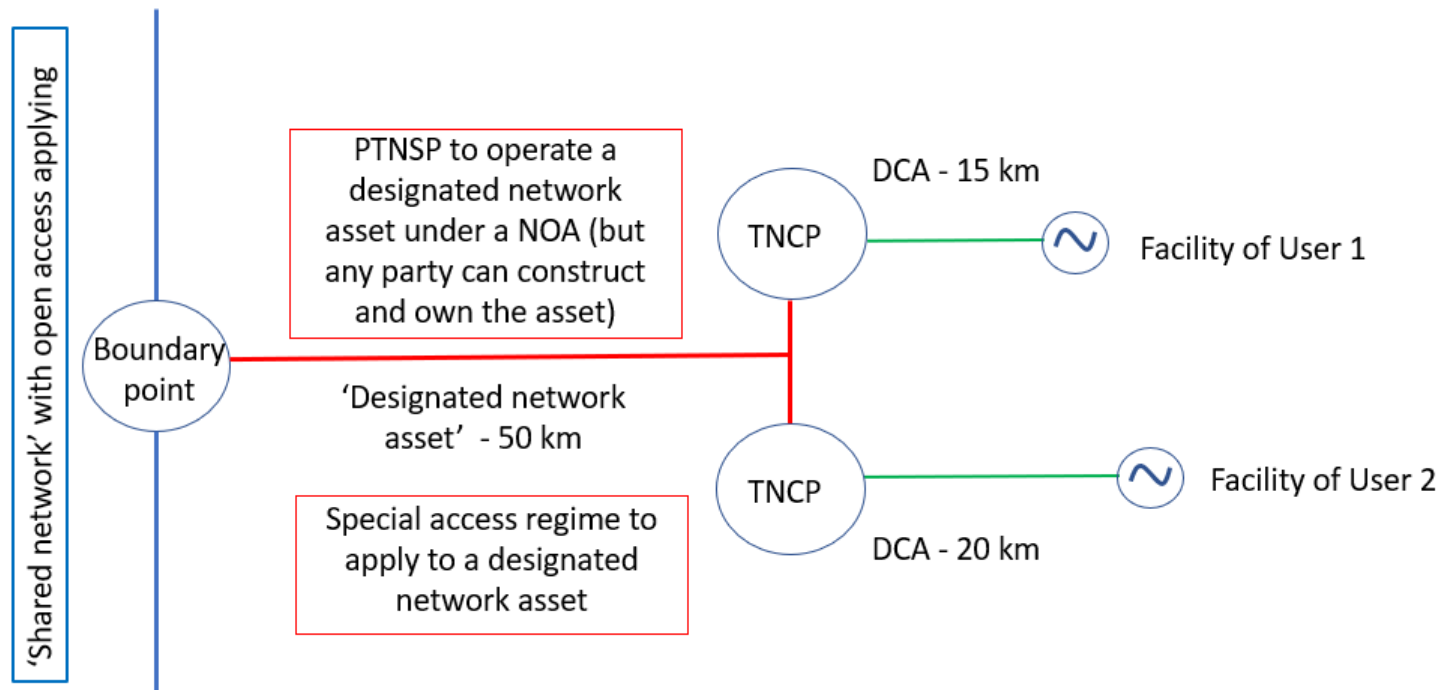 'Shared network' with open access applying
PTNSP to operate a
designated network
asset under a NOA (but
any party can construct
and own the asset)
Boundary
point
'Designated network
asset' - 50 km
Special access regime to
apply to a designated
network asset
TNCP
DCA - 15 km
Facility of User 1
TNCP
DCA - 20 km
Facility of User 2